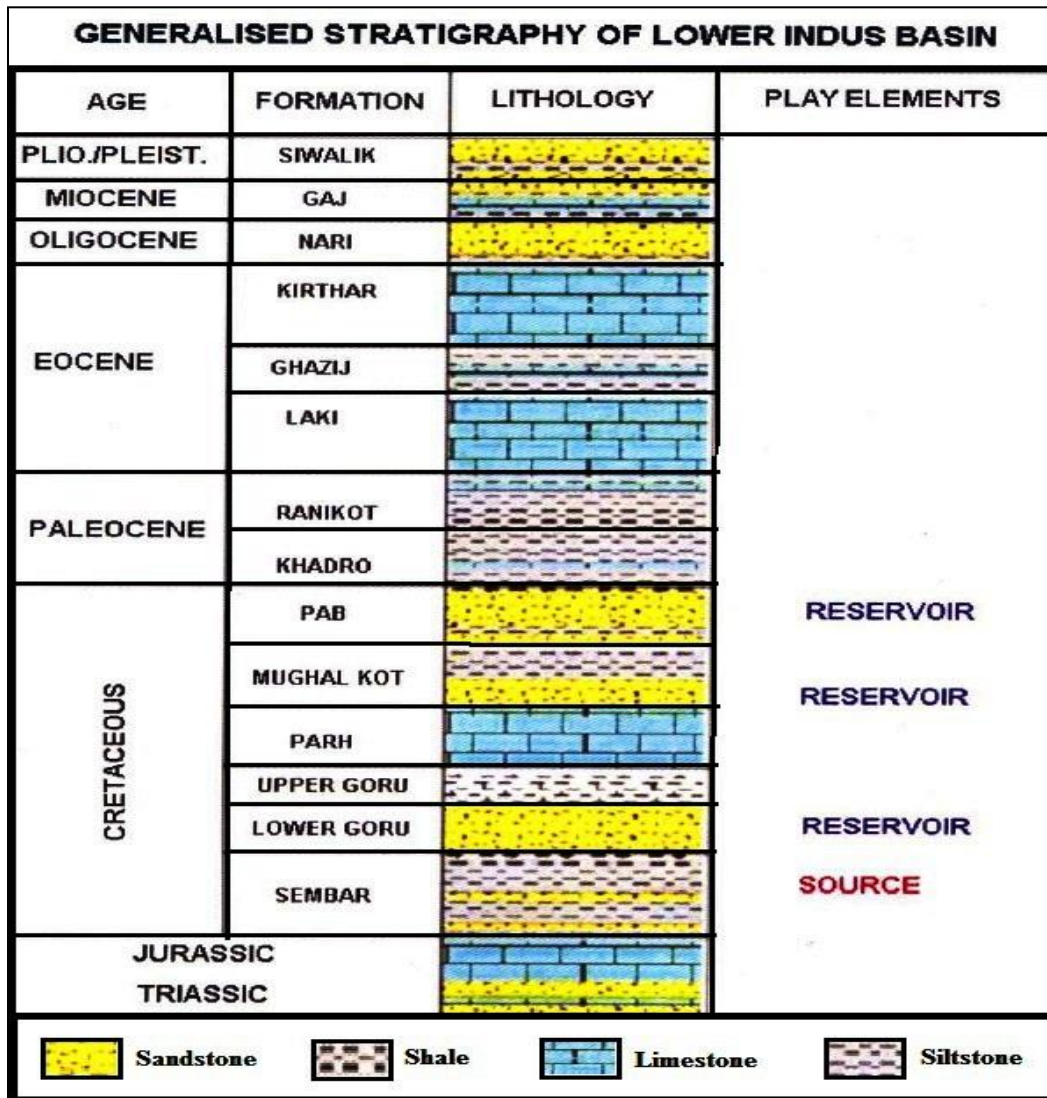 GENERALISED STRATIGRAPHY OF LOWER INDUS BASIN
AGE FORMATION LITHOLOGY PLAY ELEMENTS
PLIO./PLEIST. SIWALIK
MIOCENE GAJ
OLIGOCENE NARI
KIRTHAR
EOCENE GHAZIJ
LAKI
PALEOCENE RANIKOT
KHADRO
PAB RESERVOIR
MUGHAL KOT RESERVOIR
CRETACEOUS
PARH
UPPER GORU
LOWER GORU RESERVOIR
SEMBAR SOURCE
JURASSIC
TRIASSIC
Sandstone Shale Limestone Siltstone